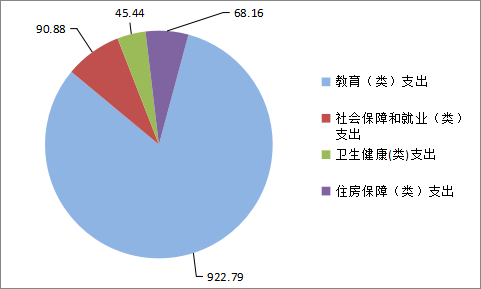 45.44
68.16
90.88
教育（类）支出
社会保障和就业（类）
支出
卫生健康(类)支出
住房保障（类）支出
922.79